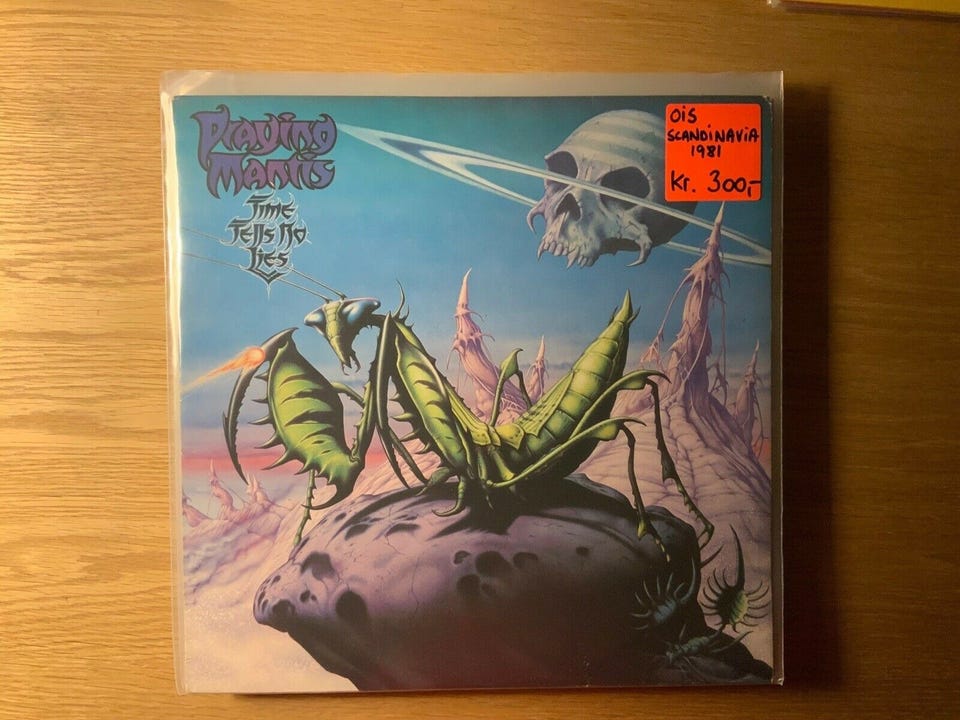 Praying
Mantis
Time
Tells No
Lies
OIS
SCANDINAVIA
1981
Kr. 300,-